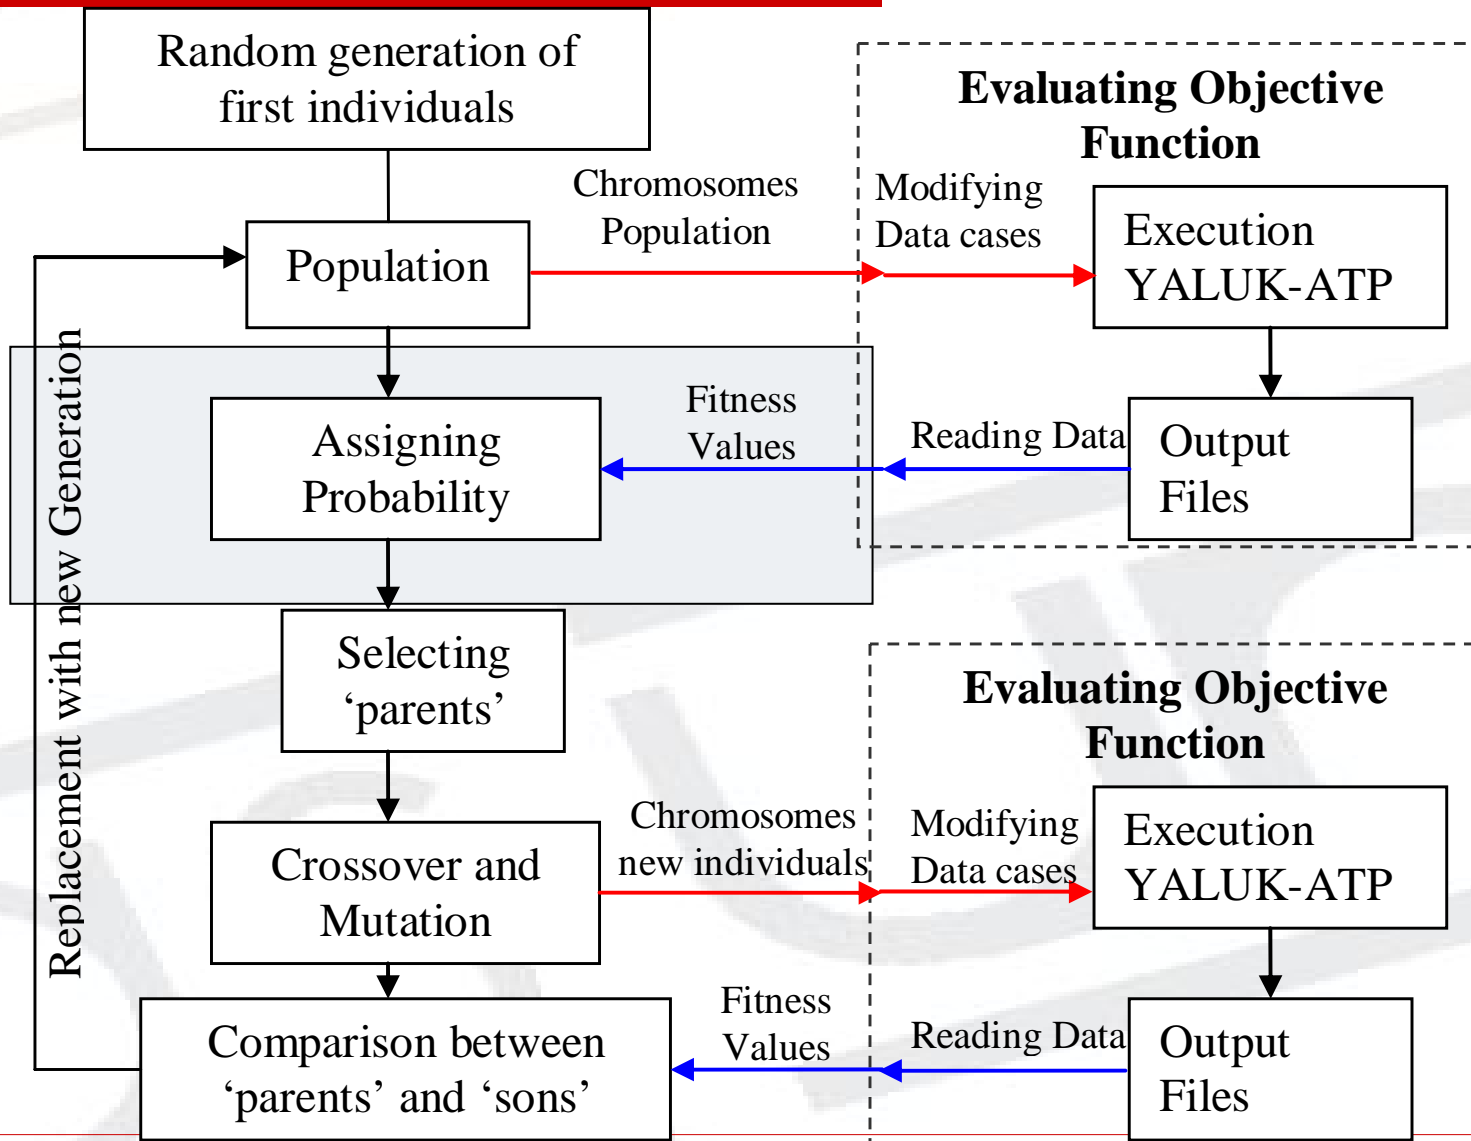 Random generation of
first individuals
Evaluating Objective
Function
Chromosomes
Population
Modifying
Data cases
Population
Execution
YALUK-ATP
Replacement with new Generation
Assigning
Probability
Fitness
Values
Reading Data
Output
Files
Selecting
‘parents’
Evaluating Objective
Function
Crossover and
Mutation
Chromosomes
new individuals
Modifying
Data cases
Execution
YALUK-ATP
Comparison between
‘parents’ and ‘sons’
Fitness
Values
Reading Data
Output
Files